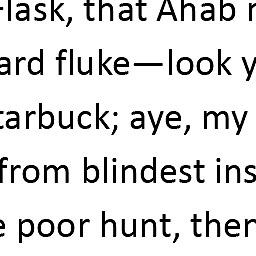 Flask, that Ahab
ard fluke—look y
tarbuck; aye, my
from blindest ins
e poor hunt, then